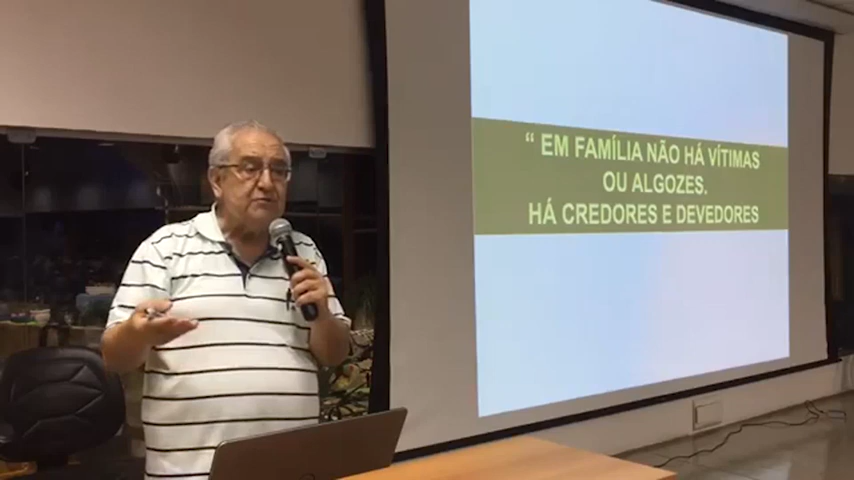 “ EM FAMÍLIA NÃO HÁ VÍTIMAS
OU ALGOZES.
HÁ CREDORES E DEVEDORES